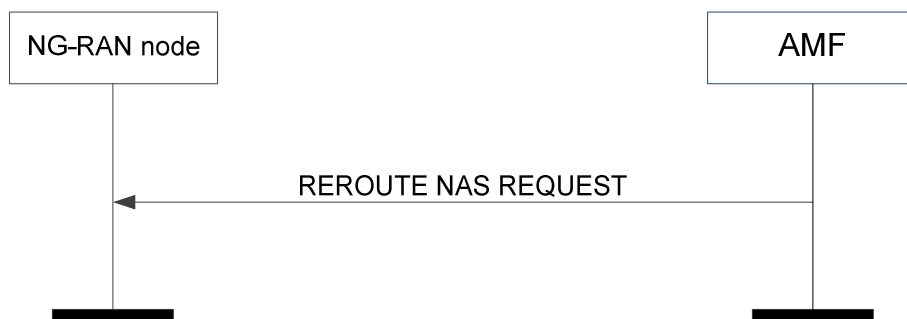 NG-RAN node
AMF
REROUTE NAS REQUEST